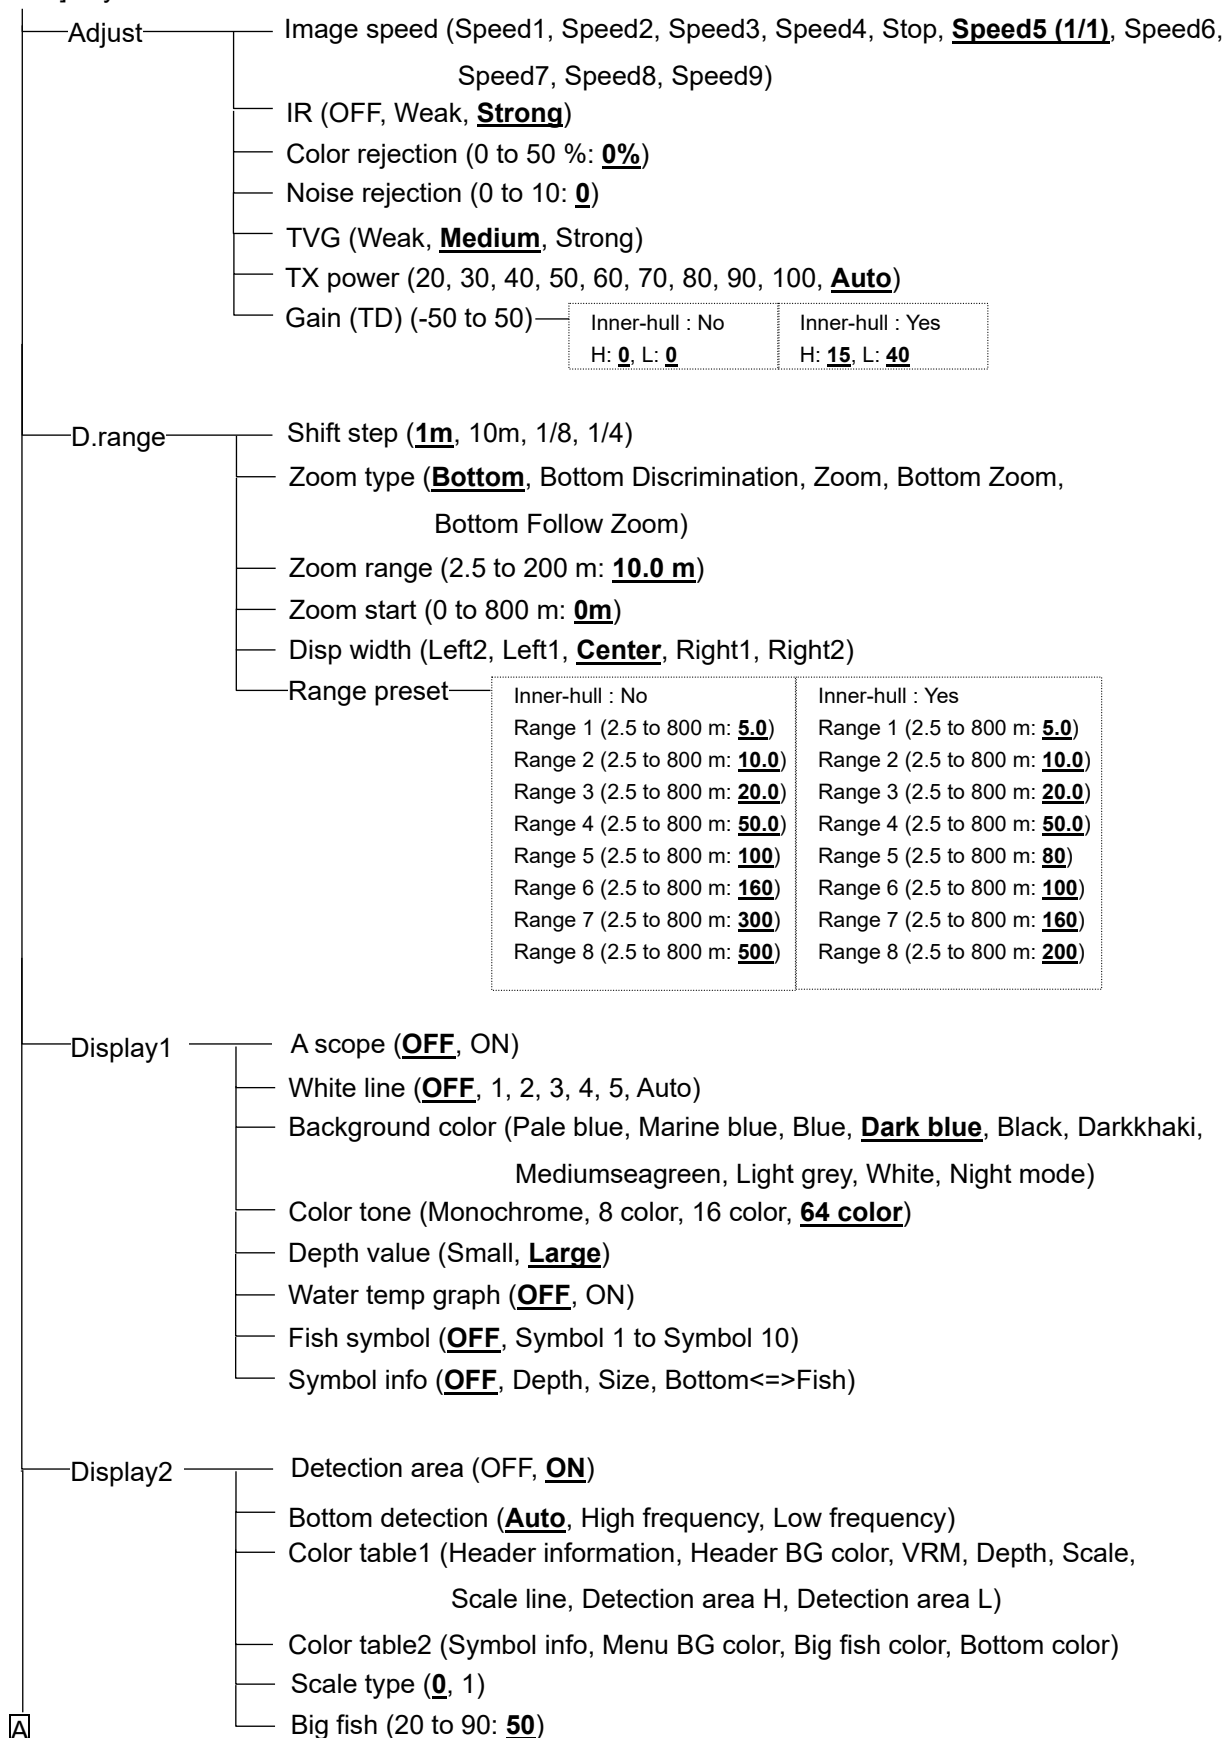 Adjust
Image speed (Speed1, Speed2, Speed3, Speed4, Stop, Speed5 (1/1), Speed6,
Speed7, Speed8, Speed9)
IR (OFF, Weak, Strong)
Color rejection (0 to 50 %: 0%)
Noise rejection (0 to 10: 0)
TVG (Weak, Medium, Strong)
TX power (20, 30, 40, 50, 60, 70, 80, 90, 100, Auto)
Gain (TD) (-50 to 50)
Inner-hull : No
H: 0, L: 0
Inner-hull : Yes
H: 15, L: 40
D.range
Shift step (1m, 10m, 1/8, 1/4)
Zoom type (Bottom, Bottom Discrimination, Zoom, Bottom Zoom,
Bottom Follow Zoom)
Zoom range (2.5 to 200 m: 10.0 m)
Zoom start (0 to 800 m: 0m)
Disp width (Left2, Left1, Center, Right1, Right2)
Range preset
Inner-hull : No
Range 1 (2.5 to 800 m: 5.0)
Range 2 (2.5 to 800 m: 10.0)
Range 3 (2.5 to 800 m: 20.0)
Range 4 (2.5 to 800 m: 50.0)
Range 5 (2.5 to 800 m: 100)
Range 6 (2.5 to 800 m: 160)
Range 7 (2.5 to 800 m: 300)
Range 8 (2.5 to 800 m: 500)
Inner-hull : Yes
Range 1 (2.5 to 800 m: 5.0)
Range 2 (2.5 to 800 m: 10.0)
Range 3 (2.5 to 800 m: 20.0)
Range 4 (2.5 to 800 m: 50.0)
Range 5 (2.5 to 800 m: 80)
Range 6 (2.5 to 800 m: 100)
Range 7 (2.5 to 800 m: 160)
Range 8 (2.5 to 800 m: 200)
Display1
A scope (OFF, ON)
White line (OFF, 1, 2, 3, 4, 5, Auto)
Background color (Pale blue, Marine blue, Blue, Dark blue, Black, Darkkhaki,
Mediumseagreen, Light grey, White, Night mode)
Color tone (Monochrome, 8 color, 16 color, 64 color)
Depth value (Small, Large)
Water temp graph (OFF, ON)
Fish symbol (OFF, Symbol 1 to Symbol 10)
Symbol info (OFF, Depth, Size, Bottom<=>Fish)
Display2
Detection area (OFF, ON)
Bottom detection (Auto, High frequency, Low frequency)
Color table1 (Header information, Header BG color, VRM, Depth, Scale,
Scale line, Detection area H, Detection area L)
Color table2 (Symbol info, Menu BG color, Big fish color, Bottom color)
Scale type (0, 1)
Big fish (20 to 90: 50)
A